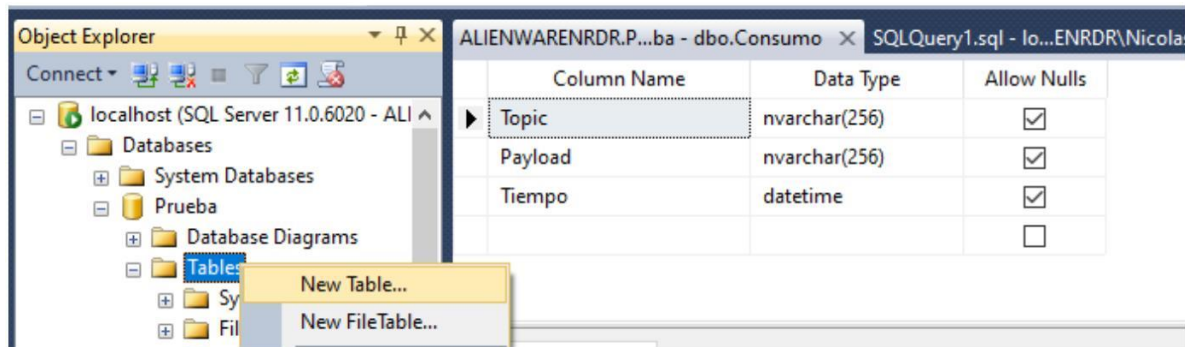 Object Explorer
Connect
localhost (SQL Server 11.0.6020 - ALI
Databases
System Databases
Prueba
Database Diagrams
Tables
Sy
Fil
New Table...
New FileTable...
ALIENWARENRDR.P...ba - dbo.Consumo
SQLQuery1.sql - lo...ENRDR\Nicolas
Column Name Data Type Allow Nulls
Topic nvarchar(256)
Payload nvarchar(256)
Tiempo datetime